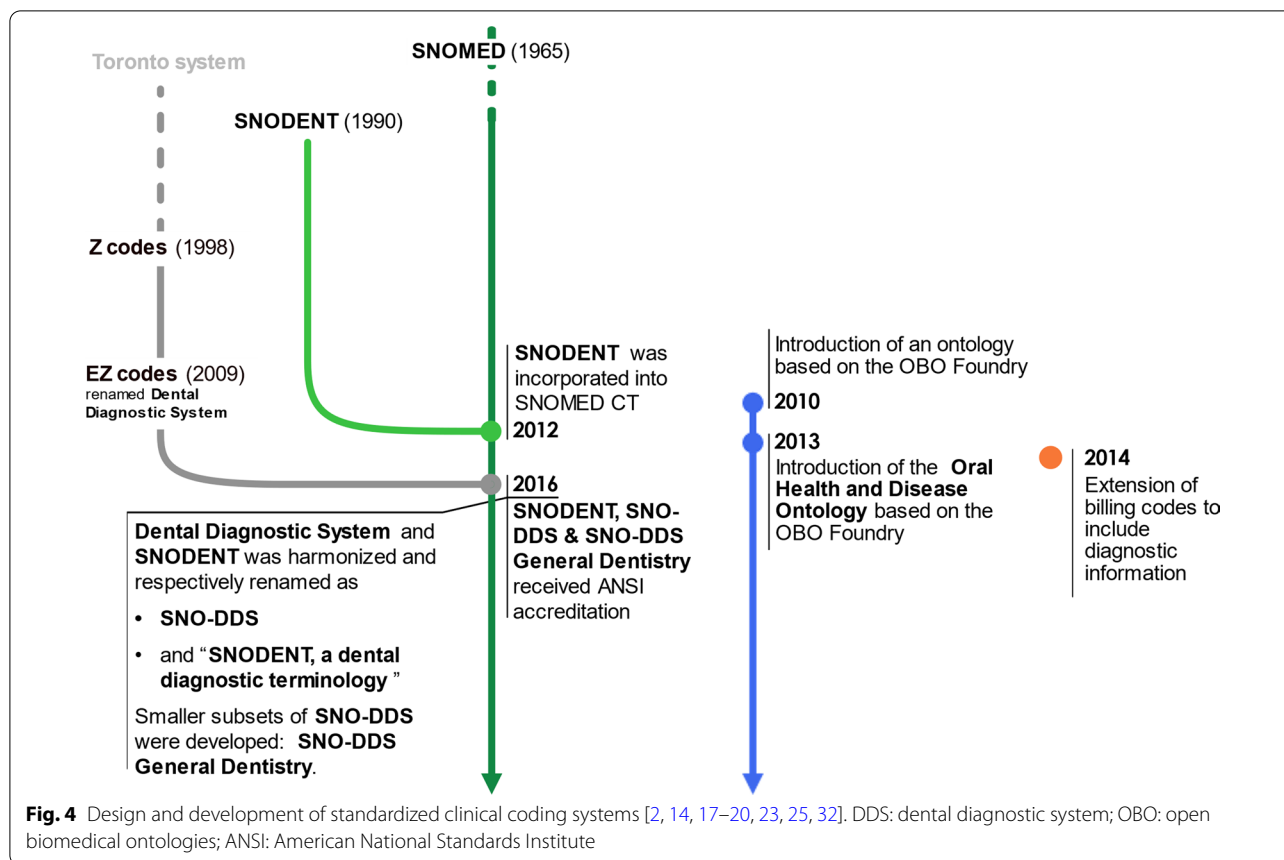 SNOMED (1965)
Toronto system
SNODENT (1990)
Z codes (1998)
EZ codes (2009)
renamed Dental
Diagnostic System
SNODENT was
incorporated into
SNOMED CT
2012
2016
SNODENT, SNO-
DDS & SNO-DDS
General Dentistry
received ANSI
accreditation
Dental Diagnostic System and
SNODENT was harmonized and
respectively renamed as
• SNO-DDS
• and “SNODENT, a dental
diagnostic terminology ”
Smaller subsets of SNO-DDS
were developed: SNO-DDS
General Dentistry.
Introduction of an ontology
based on the OBO Foundry
2010
2013
Introduction of the Oral
Health and Disease
Ontology based on the
OBO Foundry
2014
Extension of
billing codes to
include
diagnostic
information
Fig. 4 Design and development of standardized clinical coding systems [2, 14, 17–20, 23, 25, 32]. DDS: dental diagnostic system; OBO: open
biomedical ontologies; ANSI: American National Standards Institute